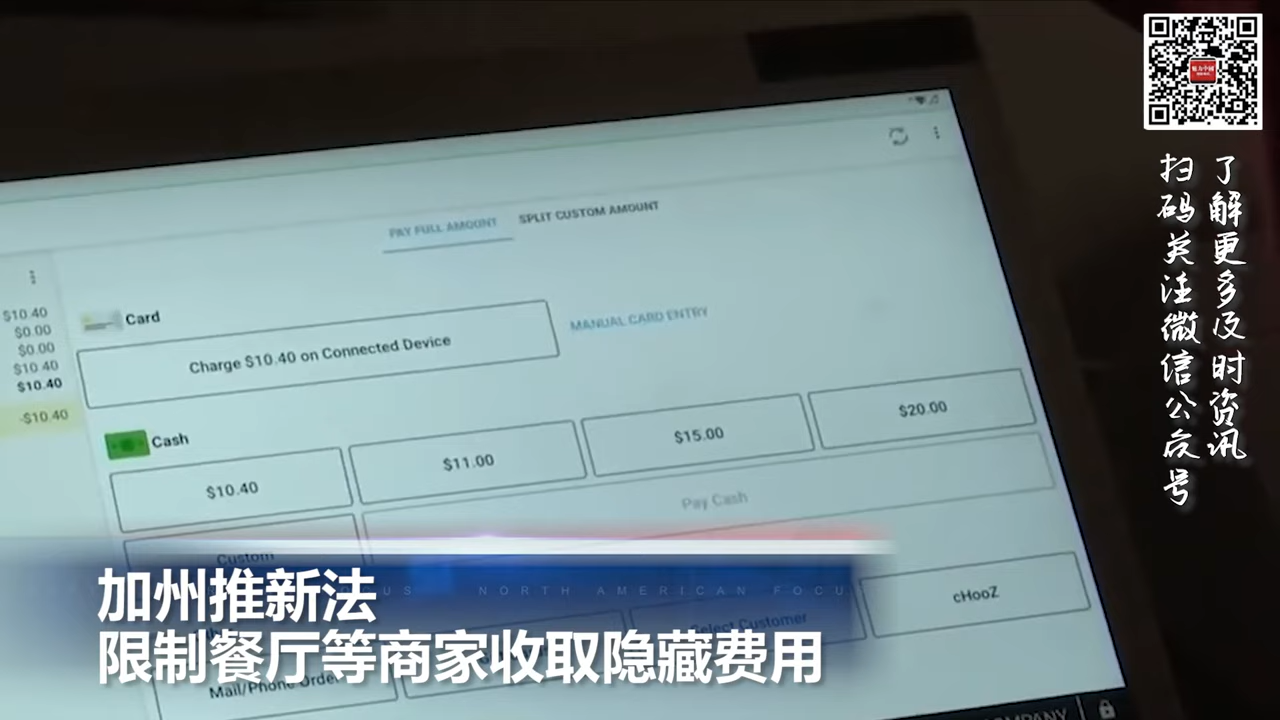 PAY FULL AMOUNT
SPLIT CUSTOM AMOUNT
$10.40
$0.00
$0.00
$10.40
$10.40
-$10.40
Card
Charge $10.40 on Connected Device
MANUAL CARD ENTRY
Cash
$10.40
$11.00
$15.00
$20.00
Custom
Pay Cash
Select Customer
cHooZ
Mail/Phone Order
COMPANY
NORTH AMERICAN FOCU
加州推新法
限制餐厅等商家收取隐藏费用
了解更多及时资讯
扫码关注微信公众号